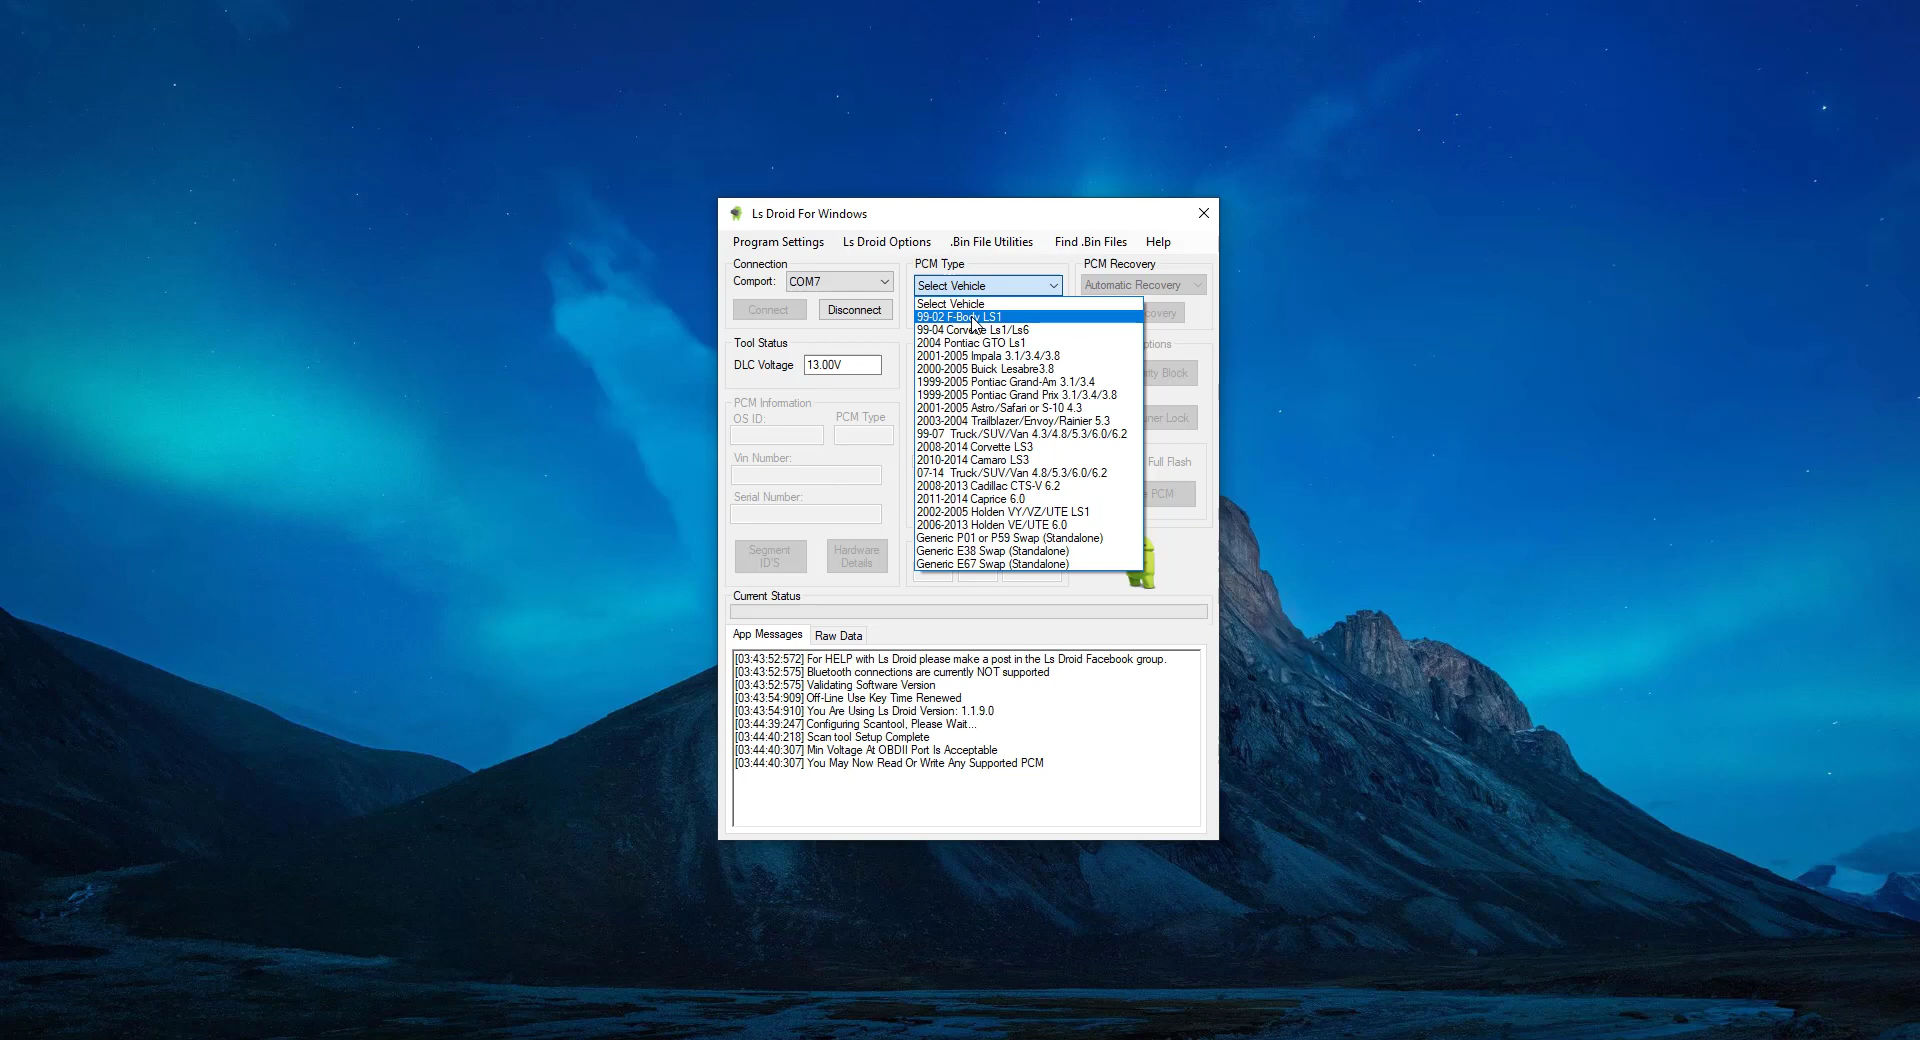 Ls Droid For Windows
Program Settings
Ls Droid Options
.Bin File Utilities
Find .Bin Files
Help
Connection
Comport:
COM7
Connect
Disconnect
PCM Type
Select Vehicle
PCM Recovery
Automatic Recovery
Select Vehicle
99-02 F-Body LS1
99-04 Corvette Ls1/Ls6
2004 Pontiac GTO Ls1
2001-2005 Impala 3.1/3.4/3.8
2000-2005 Buick Lesabre3.8
1999-2005 Pontiac Grand-Am 3.1/3.4
1999-2005 Pontiac Grand Prix 3.1/3.4/3.8
2001-2005 Astro/Safari or S-10 4.3
2003-2004 Trailblazer/Envoy/Rainier 5.3
99-07  Truck/SUV/Van 4.3/4.8/5.3/6.0/6.2
2008-2014 Corvette LS3
2010-2014 Camaro LS3
07-14  Truck/SUV/Van 4.8/5.3/6.0/6.2
2008-2013 Cadillac CTS-V 6.2
2011-2014 Caprice 6.0
2002-2005 Holden VY/VZ/UTE LS1
2006-2013 Holden VE/UTE 6.0
Generic P01 or P59 Swap (Standalone)
Generic E38 Swap (Standalone)
Generic E67 Swap (Standalone)
covery
ptions
rity Block
ner Lock
Full Flash
PCM
Tool Status
DLC Voltage
13.00V
PCM Information
OS ID:
PCM Type
Vin Number:
Serial Number:
Segment
ID'S
Hardware
Details
Current Status
App Messages
Raw Data
[03:43:52:572] For HELP with Ls Droid please make a post in the Ls Droid Facebook group.
[03:43:52:575] Bluetooth connections are currently NOT supported
[03:43:52:575] Validating Software Version
[03:43:54:909] Off-Line Use Key Time Renewed
[03:43:54:910] You Are Using Ls Droid Version: 1.1.9.0
[03:44:39:247] Configuring Scantool, Please Wait...
[03:44:40:218] Scan tool Setup Complete
[03:44:40:307] Min Voltage At OBDII Port Is Acceptable
[03:44:40:307] You May Now Read Or Write Any Supported PCM